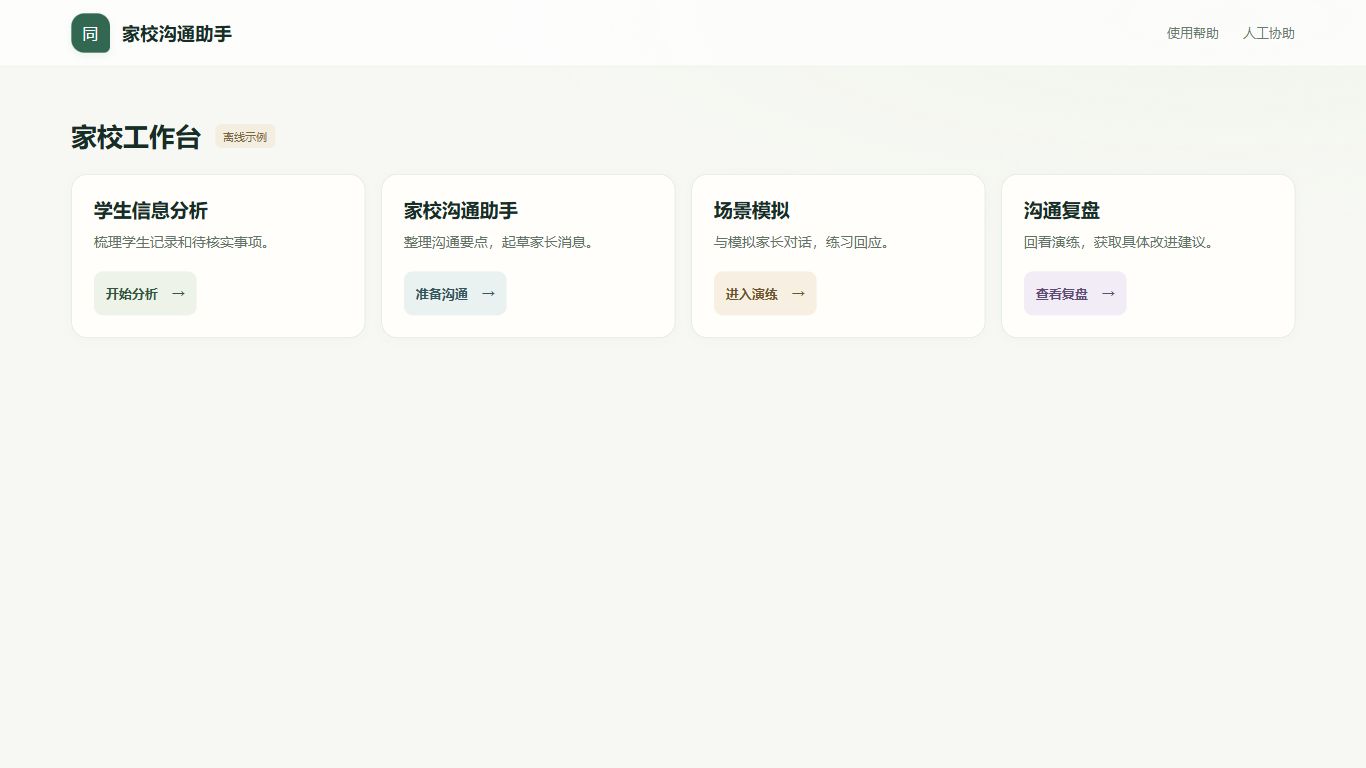 同 家校沟通助手 使用帮助 人工协助
家校工作台 离线示例
学生信息分析
梳理学生记录和待核实事项。
开始分析 →
家校沟通助手
整理沟通要点，起草家长消息。
准备沟通 →
场景模拟
与模拟家长对话，练习回应。
进入演练 →
沟通复盘
回看演练，获取具体改进建议。
查看复盘 →